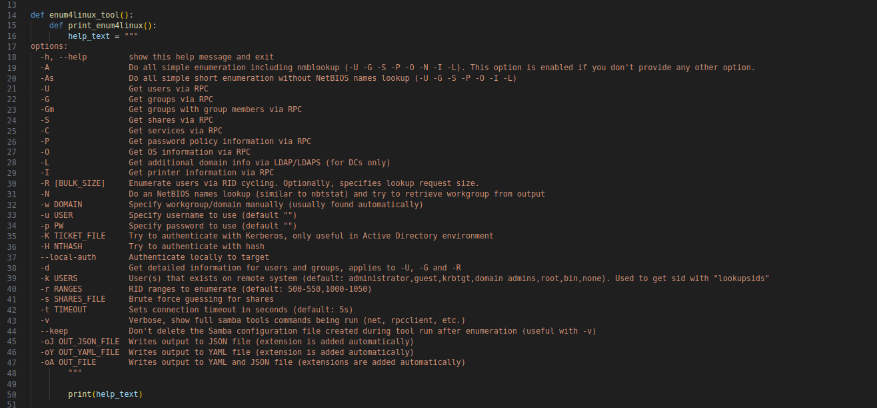 13
14 def enum4linux_tool():
15     def print_enum4linux():
16         help_text = """
17 options:
18   -h, --help         show this help message and exit
19   -A                 Do all simple enumeration including nmblookup (-U -G -S -P -O -N -I -L). This option is enabled if you don't provide any other option.
20   -As                Do all simple short enumeration without NetBIOS names lookup (-U -G -S -P -O -I -L)
21   -U                 Get users via RPC
22   -G                 Get groups via RPC
23   -Gm                Get groups with group members via RPC
24   -S                 Get shares via RPC
25   -C                 Get services via RPC
26   -P                 Get password policy information via RPC
27   -O                 Get OS information via RPC
28   -L                 Get additional domain info via LDAP/LDAPS (for DCs only)
29   -I                 Get printer information via RPC
30   -R [BULK_SIZE]     Enumerate users via RID cycling. Optionally, specifies lookup request size.
31   -N                 Do an NetBIOS names lookup (similar to nbtstat) and try to retrieve workgroup from output
32   -w DOMAIN          Specify workgroup/domain manually (usually found automatically)
33   -u USER            Specify username to use (default "")
34   -p PW              Specify password to use (default "")
35   -K TICKET_FILE     Try to authenticate with Kerberos, only useful in Active Directory environment
36   -H NTHASH          Try to authenticate with hash
37   --local-auth       Authenticate locally to target
38   -d                 Get detailed information for users and groups, applies to -U, -G and -R
39   -k USERS           User(s) that exists on remote system (default: administrator,guest,krbtgt,domain admins,root,bin,none). Used to get sid with "lookupsids"
40   -r RANGES          RID ranges to enumerate (default: 500-550,1000-1050)
41   -s SHARES_FILE     Brute force guessing for shares
42   -t TIMEOUT         Sets connection timeout in seconds (default: 5s)
43   -v                 Verbose, show full samba tools commands being run (net, rpcclient, etc.)
44   --keep             Don't delete the Samba configuration file created during tool run after enumeration (useful with -v)
45   -oJ OUT_JSON_FILE  Writes output to JSON file (extension is added automatically)
46   -oY OUT_YAML_FILE  Writes output to YAML file (extension is added automatically)
47   -oA OUT_FILE       Writes output to YAML and JSON file (extensions are added automatically)
48         """
49
50         print(help_text)
51